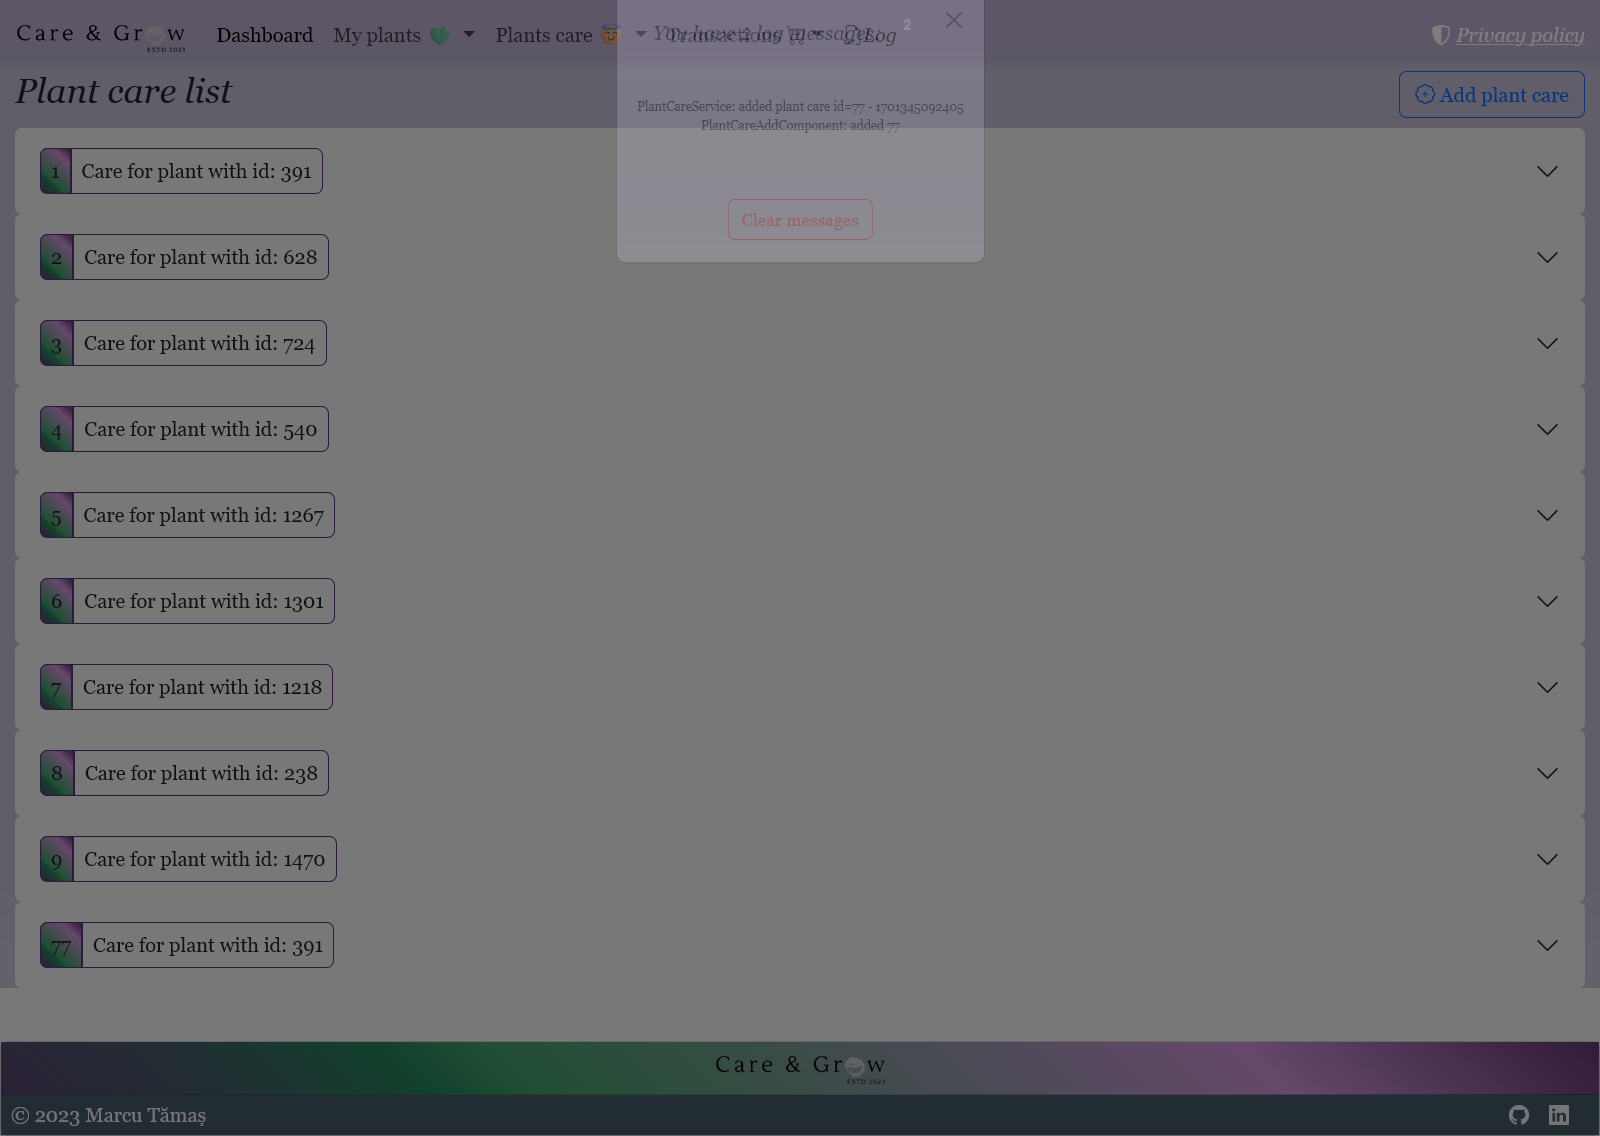 Care & Grow
ESTD 2023
Dashboard
My plants
Plants care
Transactions
Log
2
Privacy policy
You have 2 log messages:
Plant care list
Add plant care
PlantCareService: added plant care id=77 - 1701345092405
PlantCareAddComponent: added 77
Clear messages
1 Care for plant with id: 391
2 Care for plant with id: 628
3 Care for plant with id: 724
4 Care for plant with id: 540
5 Care for plant with id: 1267
6 Care for plant with id: 1301
7 Care for plant with id: 1218
8 Care for plant with id: 238
9 Care for plant with id: 1470
77 Care for plant with id: 391
Care & Grow
ESTD 2023
© 2023 Marcu Tămaș